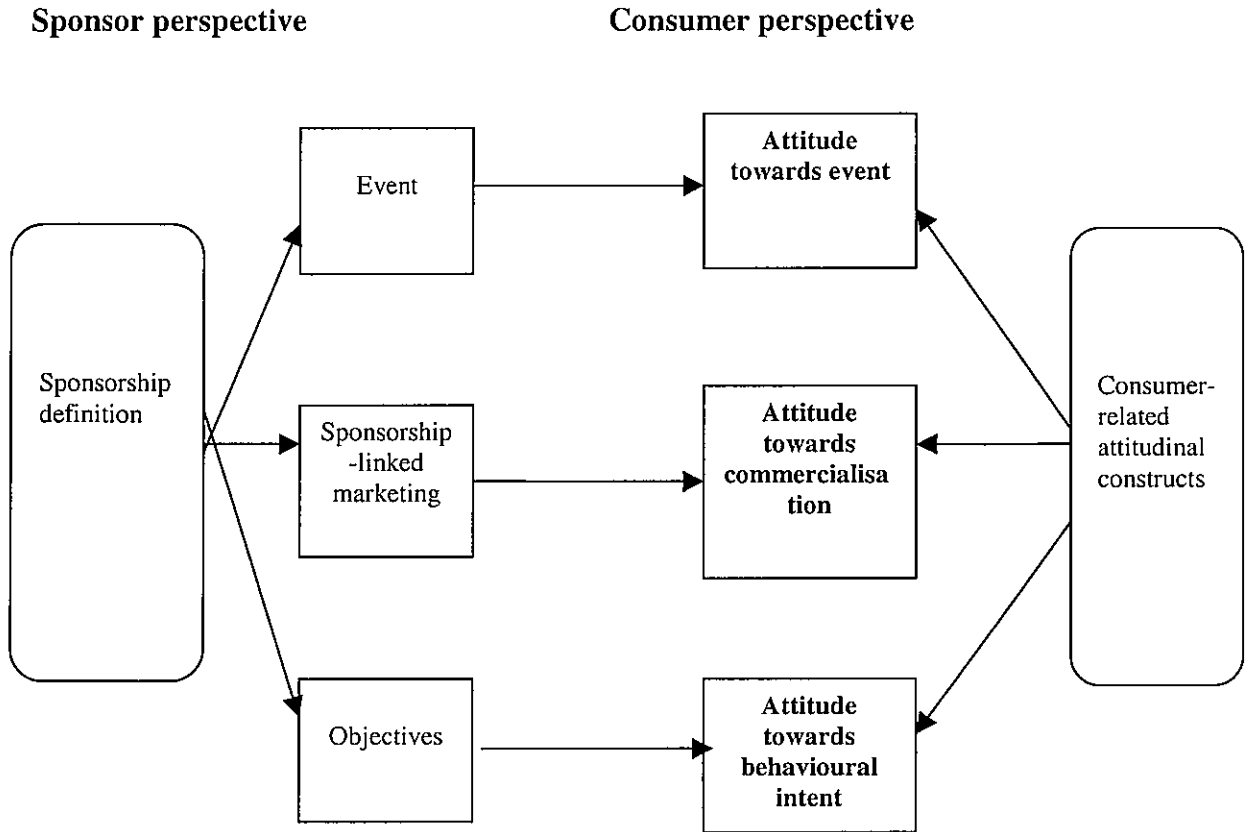 Sponsor perspective
Consumer perspective
Event
Attitude
towards event
Sponsorship
definition
Sponsorship
-linked
marketing
Attitude
towards
commercialisa
tion
Consumer-
related
attitudinal
constructs
Objectives
Attitude
towards
behavioural
intent